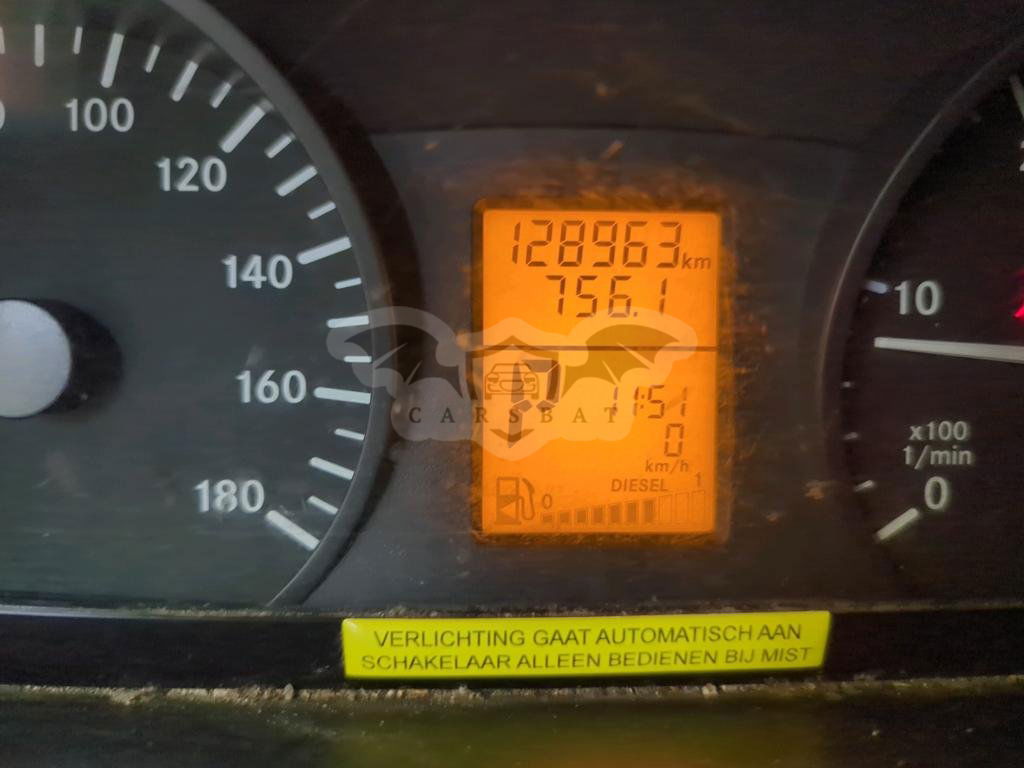 100
120
140
160
180
128963 km
756.1
P
11:51
0
km/h
DIESEL
0 1
CARSBAT
10
x100
1/min
0
VERLICHTING GAAT AUTOMATISCH AAN
SCHAKELAAR ALLEEN BEDIENEN BIJ MIST